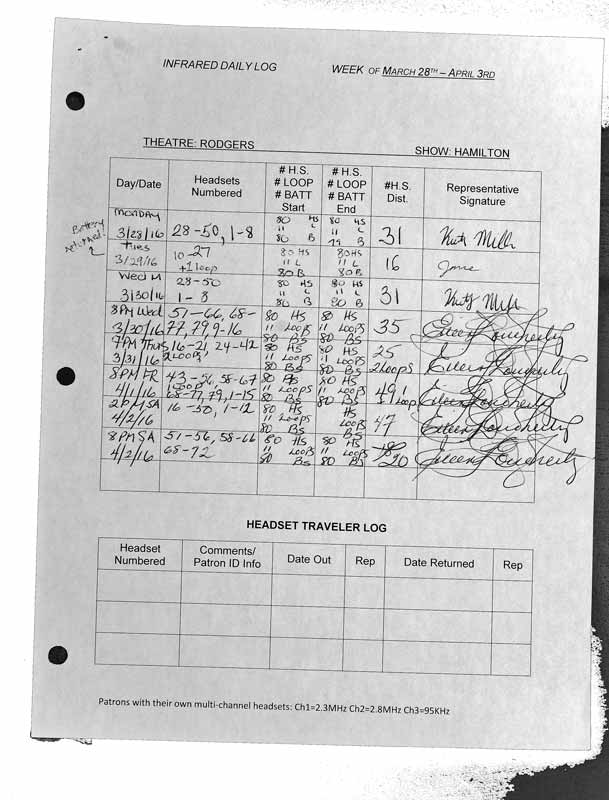 INFRARED DAILY LOG WEEK OF MARCH 28TH – APRIL 3RD
THEATRE: RODGERS SHOW: HAMILTON
Day/Date
Headsets
Numbered
# H.S.
# LOOP
# BATT
Start
# H.S.
# LOOP
# BATT
End
#H.S.
Dist.
Representative
Signature
Battery
returned!
MONDAY
3/28/16
28-50, 1-8
80 HS
11 L
80 B
80 HS
11 L
79 B
31
Tues
3/29/16
10-27
+1 loop
80 HS
11 L
80 B
80 HS
11 L
80 B
16
Wed M
3/30/16
28-50
1-8
80 HS
11 L
80 B
80 HS
11 L
80 B
31
8PM Wed
3/30/16
51-66, 68-
77, 79, 9-16
80 HS
11 Loops
80 BS
80 HS
11 Loops
80 BS
35
Eileen Dougherty
7PM Thurs
3/31/16
16-21, 24-42
2 Loops
80 HS
11 Loops
80 BS
80 HS
11 Loops
80 BS
25
2 Loops
Eileen Dougherty
8PM FR
4/1/16
43-56, 58-67
1 Loop
68-77, 79, 1-15
80 HS
11 Loops
80 BS
80 HS
11 Loops
80 BS
49
1 Loop
Eileen Dougherty
2PM SA
4/2/16
16-50, 1-12
80 HS
11 Loops
80 BS
HS
Loops
BS
47
Eileen Dougherty
8PM SA
4/2/16
51-56, 58-66
68-72
80 HS
11 Loops
80 BS
80 HS
11 Loops
80 BS
20
Eileen Dougherty
HEADSET TRAVELER LOG
Headset
Numbered
Comments/
Patron ID Info
Date Out
Rep
Date Returned
Rep
Patrons with their own multi-channel headsets: Ch1=2.3MHz Ch2=2.8MHz Ch3=95KHz